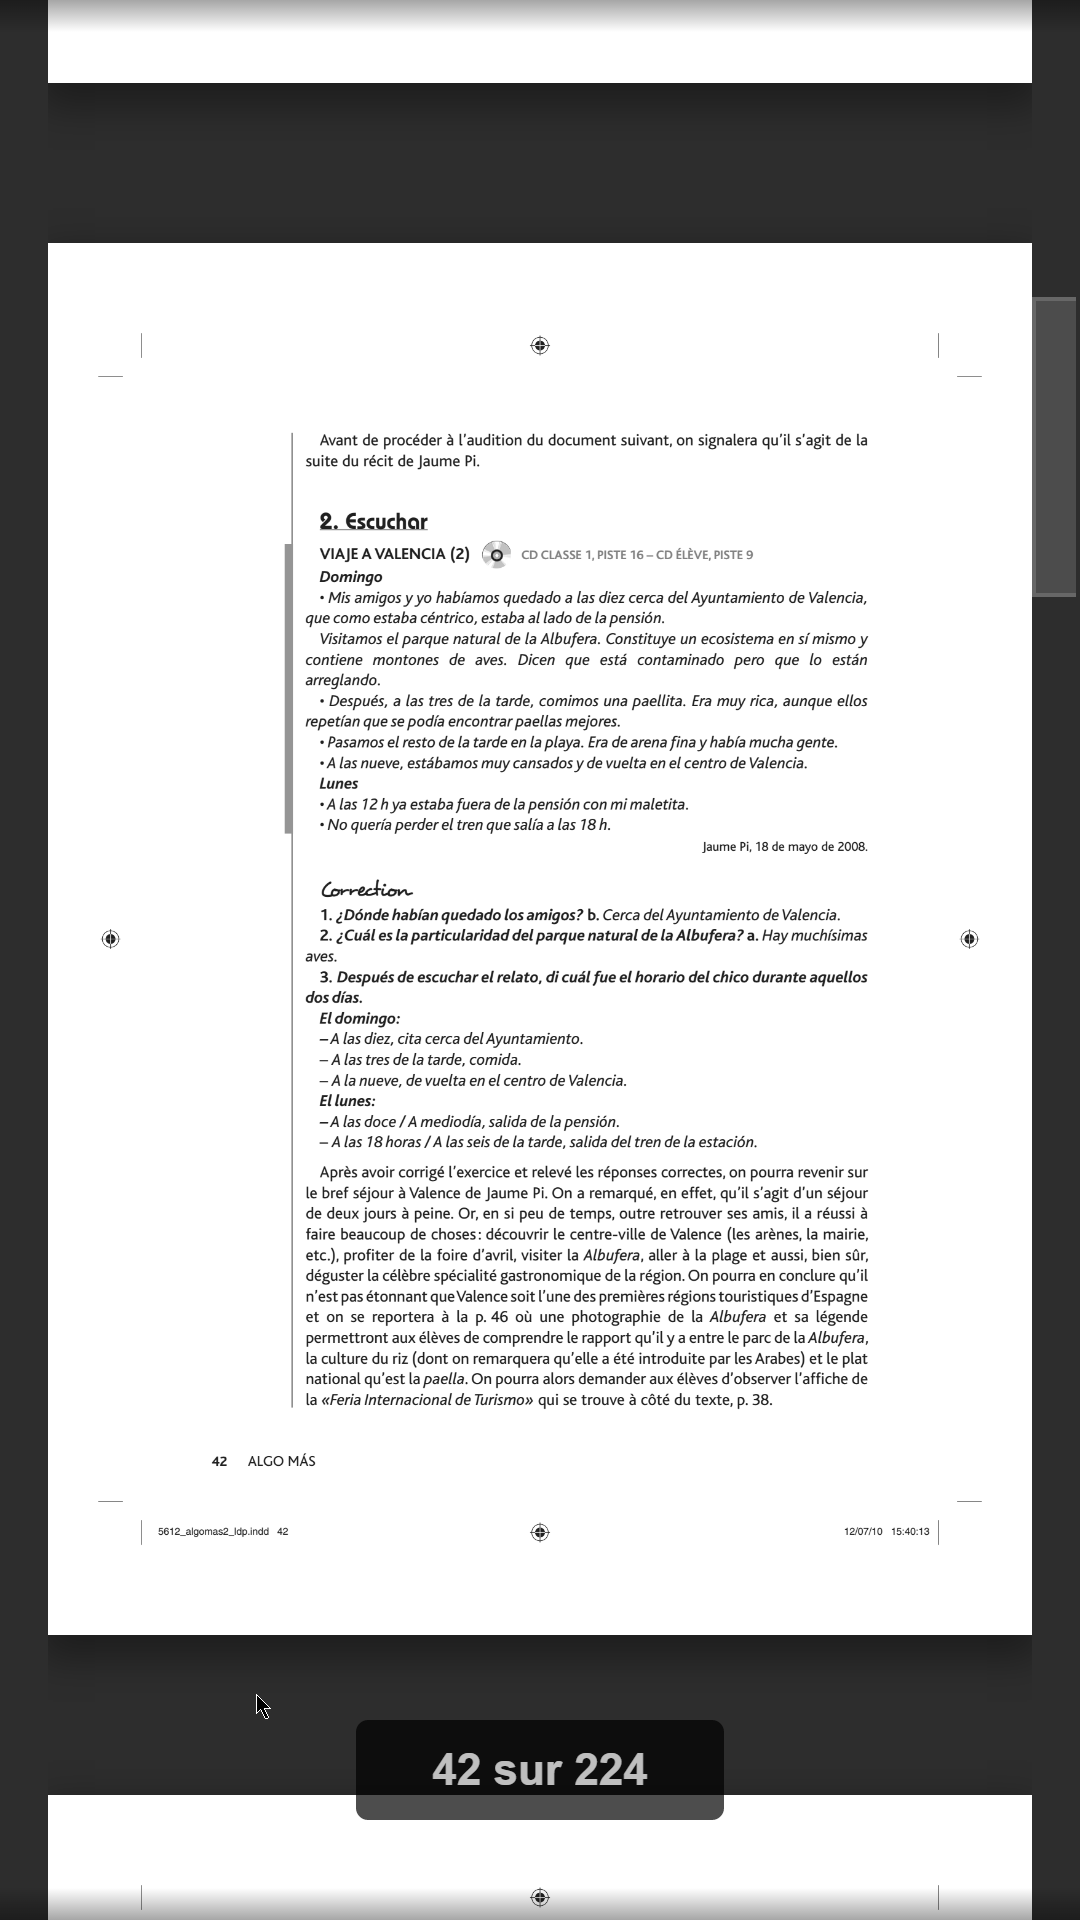 Avant de procéder à l'audition du document suivant, on signalera qu'il s'agit de la
suite du récit de Jaume Pi.
2. Escuchar
VIAJE A VALENCIA (2) CD CLASSE 1, PISTE 16 – CD ÉLÈVE, PISTE 9
Domingo
• Mis amigos y yo habíamos quedado a las diez cerca del Ayuntamiento de Valencia,
que como estaba céntrico, estaba al lado de la pensión.
Visitamos el parque natural de la Albufera. Constituye un ecosistema en sí mismo y
contiene montones de aves. Dicen que está contaminado pero que lo están
arreglando.
• Después, a las tres de la tarde, comimos una paellita. Era muy rica, aunque ellos
repetían que se podía encontrar paellas mejores.
• Pasamos el resto de la tarde en la playa. Era de arena fina y había mucha gente.
• A las nueve, estábamos muy cansados y de vuelta en el centro de Valencia.
Lunes
• A las 12 h ya estaba fuera de la pensión con mi maletita.
• No quería perder el tren que salía a las 18 h.
Jaume Pi, 18 de mayo de 2008.
Correction
1. ¿Dónde habían quedado los amigos? b. Cerca del Ayuntamiento de Valencia.
2. ¿Cuál es la particularidad del parque natural de la Albufera? a. Hay muchísimas
aves.
3. Después de escuchar el relato, di cuál fue el horario del chico durante aquellos
dos días.
El domingo:
– A las diez, cita cerca del Ayuntamiento.
– A las tres de la tarde, comida.
– A la nueve, de vuelta en el centro de Valencia.
El lunes:
– A las doce / A mediodía, salida de la pensión.
– A las 18 horas / A las seis de la tarde, salida del tren de la estación.
Après avoir corrigé l'exercice et relevé les réponses correctes, on pourra revenir sur
le bref séjour à Valence de Jaume Pi. On a remarqué, en effet, qu'il s'agit d'un séjour
de deux jours à peine. Or, en si peu de temps, outre retrouver ses amis, il a réussi à
faire beaucoup de choses : découvrir le centre-ville de Valence (les arènes, la mairie,
etc.), profiter de la foire d'avril, visiter la Albufera, aller à la plage et aussi, bien sûr,
déguster la célèbre spécialité gastronomique de la région. On pourra en conclure qu'il
n'est pas étonnant que Valence soit l'une des premières régions touristiques d'Espagne
et on se reportera à la p. 46 où une photographie de la Albufera et sa légende
permettront aux élèves de comprendre le rapport qu'il y a entre le parc de la Albufera,
la culture du riz (dont on remarquera qu'elle a été introduite par les Arabes) et le plat
national qu'est la paella. On pourra alors demander aux élèves d'observer l'affiche de
la «Feria Internacional de Turismo» qui se trouve à côté du texte, p. 38.
42 ALGO MÁS
5612_algomas2_ldp.indd 42 12/07/10 15:40:13
42 sur 224